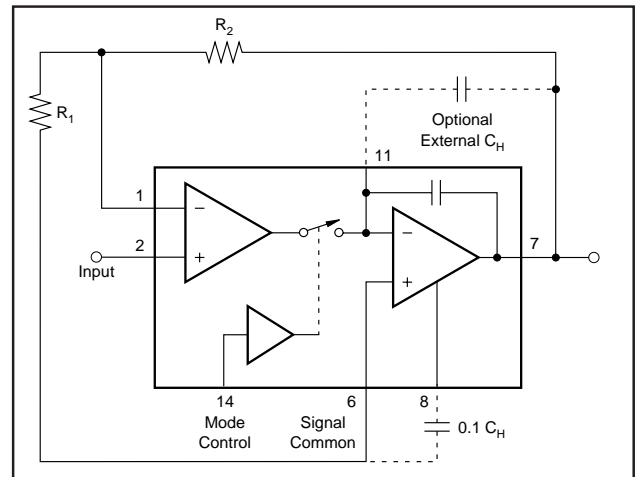 R2
R1
Optional
External CH
11
1
−
2
+
Input
−
+
7
14
Mode
Control
6
Signal
Common
8
0.1 CH